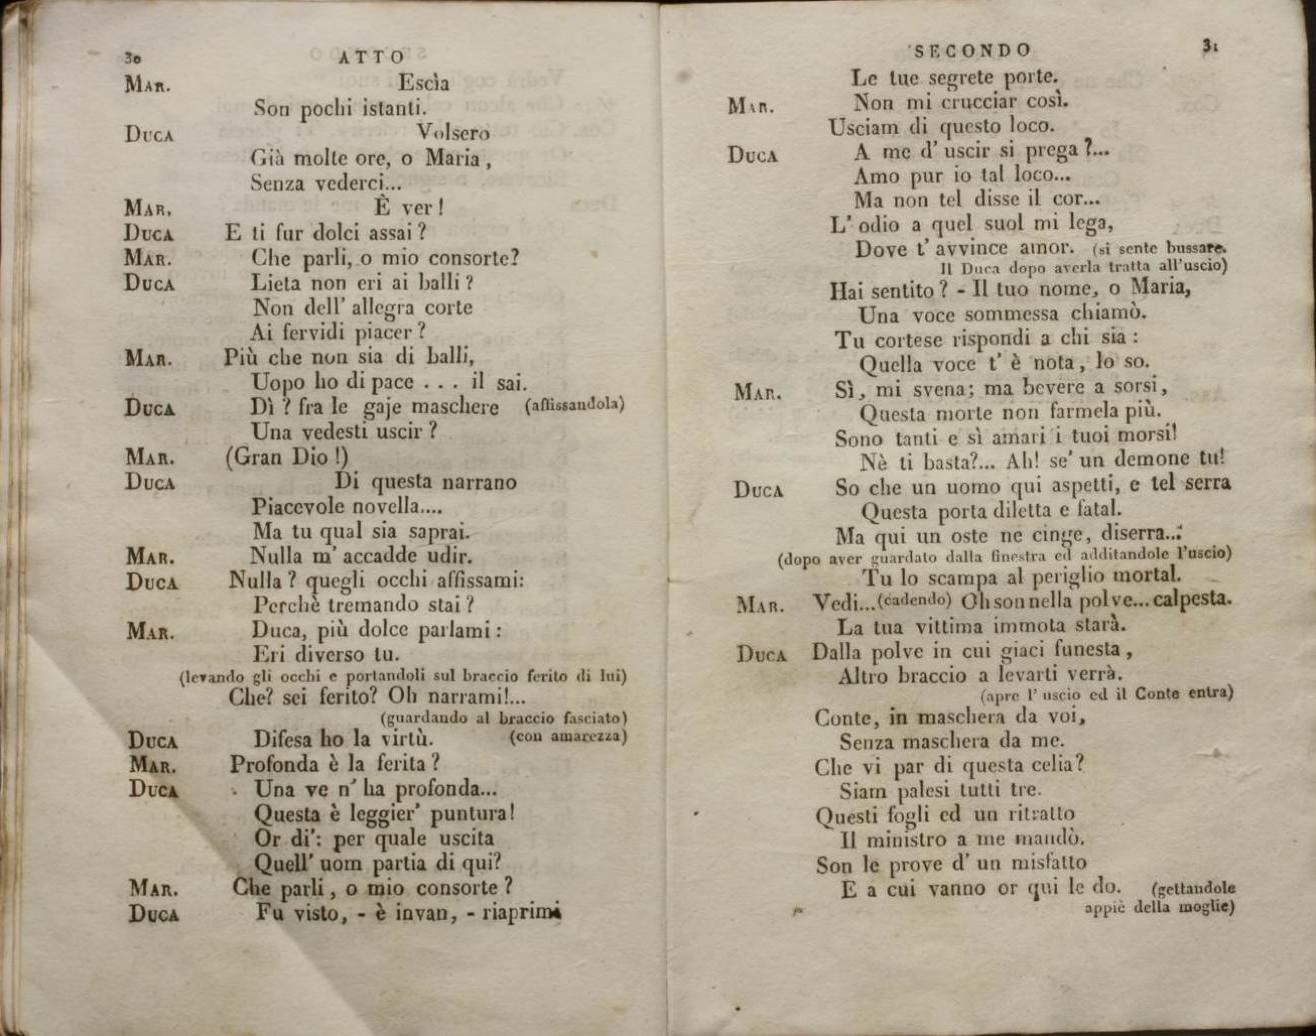 30 ATTO
MAR. Escìa
Son pochi istanti.
DUCA Volsero
Già molte ore, o Maria,
Senza vederci...
MAR. È ver!
DUCA E ti fur dolci assai?
MAR. Che parli, o mio consorte?
DUCA Lieta non eri ai balli?
Non dell' allegra corte
Ai fervidi piacer?
MAR. Più che non sia di balli,
Uopo ho di pace . . . il sai.
DUCA Dì? fra le gaje maschere (affissandola)
Una vedesti uscir?
MAR. (Gran Dio!)
DUCA Di questa narrano
Piacevole novella....
Ma tu qual sia saprai.
MAR. Nulla m' accadde udir.
DUCA Nulla? quegli occhi affissami:
Perchè tremando stai?
MAR. Duca, più dolce parlami:
Eri diverso tu.
(levando gli occhi e portandoli sul braccio ferito di lui)
Che? sei ferito? Oh narrami!...
(guardando al braccio fasciato)
DUCA Difesa ho la virtù. (con amarezza)
MAR. Profonda è la ferita?
DUCA Una ve n' ha profonda...
Questa è leggier' puntura!
Or di': per quale uscita
Quell' uom partia di qui?
MAR. Che parli, o mio consorte?
DUCA Fu visto, - è invan, - riaprimi
SECONDO 31
Le tue segrete porte.
MAR. Non mi crucciar così.
Usciam di questo loco.
DUCA A me d' uscir si prega?...
Amo pur io tal loco...
Ma non tel disse il cor...
L' odio a quel suol mi lega,
Dove t' avvince amor. (si sente bussare.
Il Duca dopo averla tratta all'uscio)
Hai sentito? - Il tuo nome, o Maria,
Una voce sommessa chiamò.
Tu cortese rispondi a chi sia:
Quella voce t' è nota, lo so.
MAR. Sì, mi svena; ma bevere a sorsi,
Questa morte non farmela più.
Sono tanti e sì amari i tuoi morsi!
Nè ti basta?... Ah! se' un demone tu!
DUCA So che un uomo qui aspetti, e tel serra
Questa porta diletta e fatal.
Ma qui un oste ne cinge, diserra...
(dopo aver guardato dalla finestra ed additandole l'uscio)
Tu lo scampa al periglio mortal.
MAR. Vedi...(cadendo) Oh son nella polve... calpesta.
La tua vittima immota starà.
DUCA Dalla polve in cui giaci funesta,
Altro braccio a levarti verrà.
(apre l' uscio ed il Conte entra)
Conte, in maschera da voi,
Senza maschera da me.
Che vi par di questa celia?
Siam palesi tutti tre.
Questi fogli ed un ritratto
Il ministro a me mandò.
Son le prove d' un misfatto
E a cui vanno or qui le do. (gettandole
appiè della moglie)